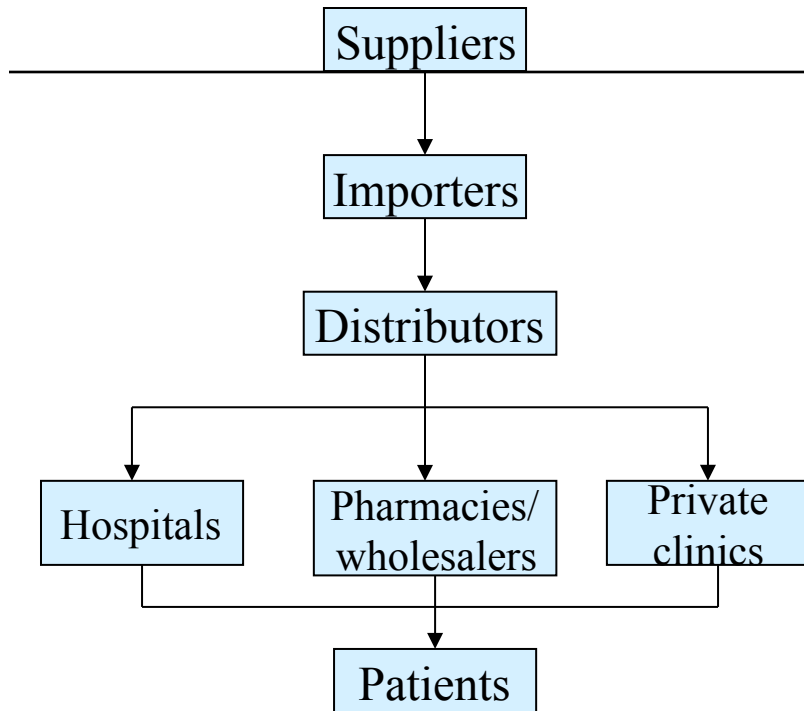 Suppliers
Importers
Distributors
Hospitals
Pharmacies/
wholesalers
Private
clinics
Patients